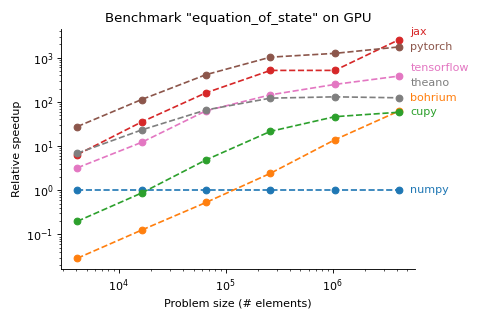 Benchmark "equation_of_state" on GPU
Relative speedup
10³
10²
10¹
10⁰
10⁻¹
10⁴
10⁵
10⁶
Problem size (# elements)
jax
pytorch
tensorflow
theano
bohrium
cupy
numpy